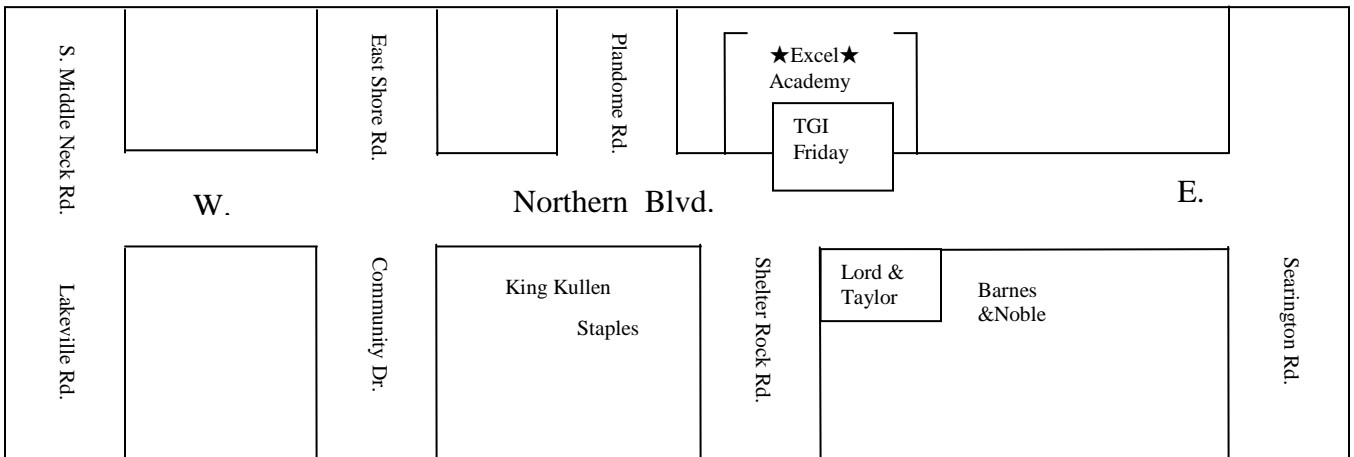 S. Middle Neck Rd.
East Shore Rd.
Plandome Rd.
★Excel★
Academy
TGI
Friday
W.
Northern Blvd.
E.
Lakeville Rd.
Community Dr.
King Kullen
Staples
Shelter Rock Rd.
Lord &
Taylor
Barnes
&Noble
Searington Rd.